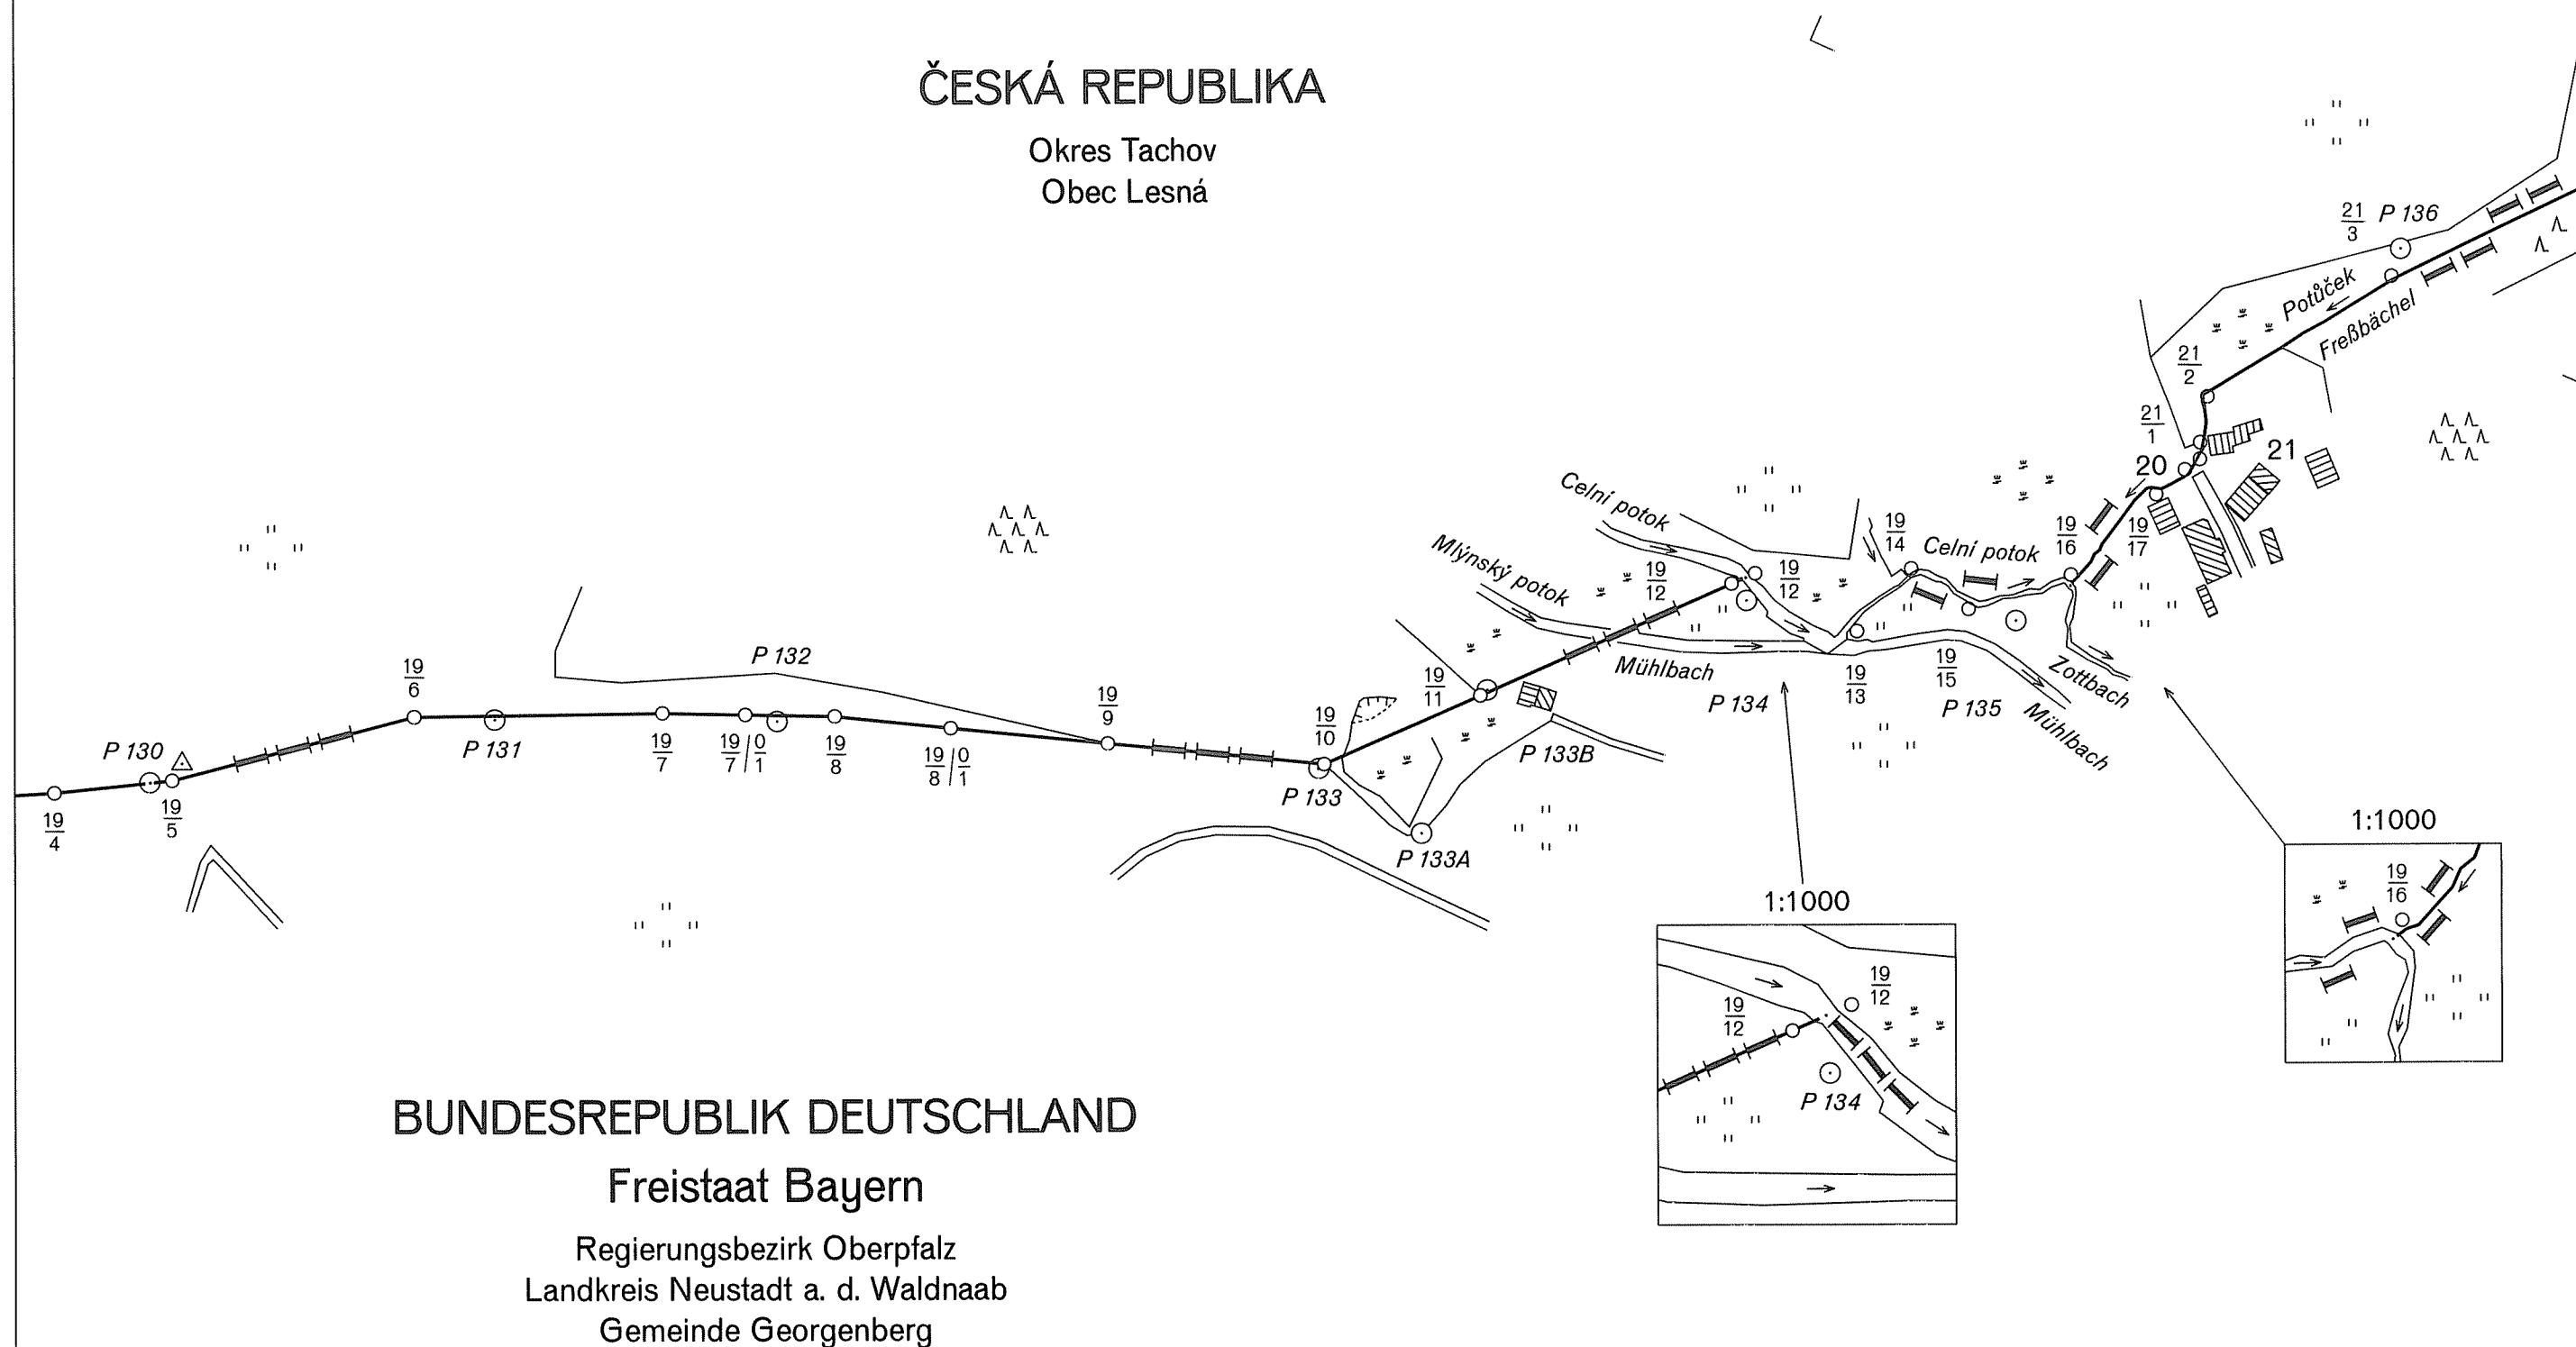 ČESKÁ REPUBLIKA
Okres Tachov
Obec Lesná
21/3 P 136
Potůček
Freßbächel
21/2
21/1
20
21
Celní potok
Mlýnský potok
19/12
19/12
19/14
Celní potok
19/16
19/17
P 132
19/6
19/9
19/11
19/10
Mühlbach
P 134
19/13
19/15
P 135
Zottbach
Mühlbach
P 130
P 131
19/7
19/7/0/1
19/8
19/8/0/1
19/4
19/5
P 133
P 133B
P 133A
1:1000
19/16
1:1000
19/12
19/12
P 134
BUNDESREPUBLIK DEUTSCHLAND
Freistaat Bayern
Regierungsbezirk Oberpfalz
Landkreis Neustadt a. d. Waldnaab
Gemeinde Georgenberg